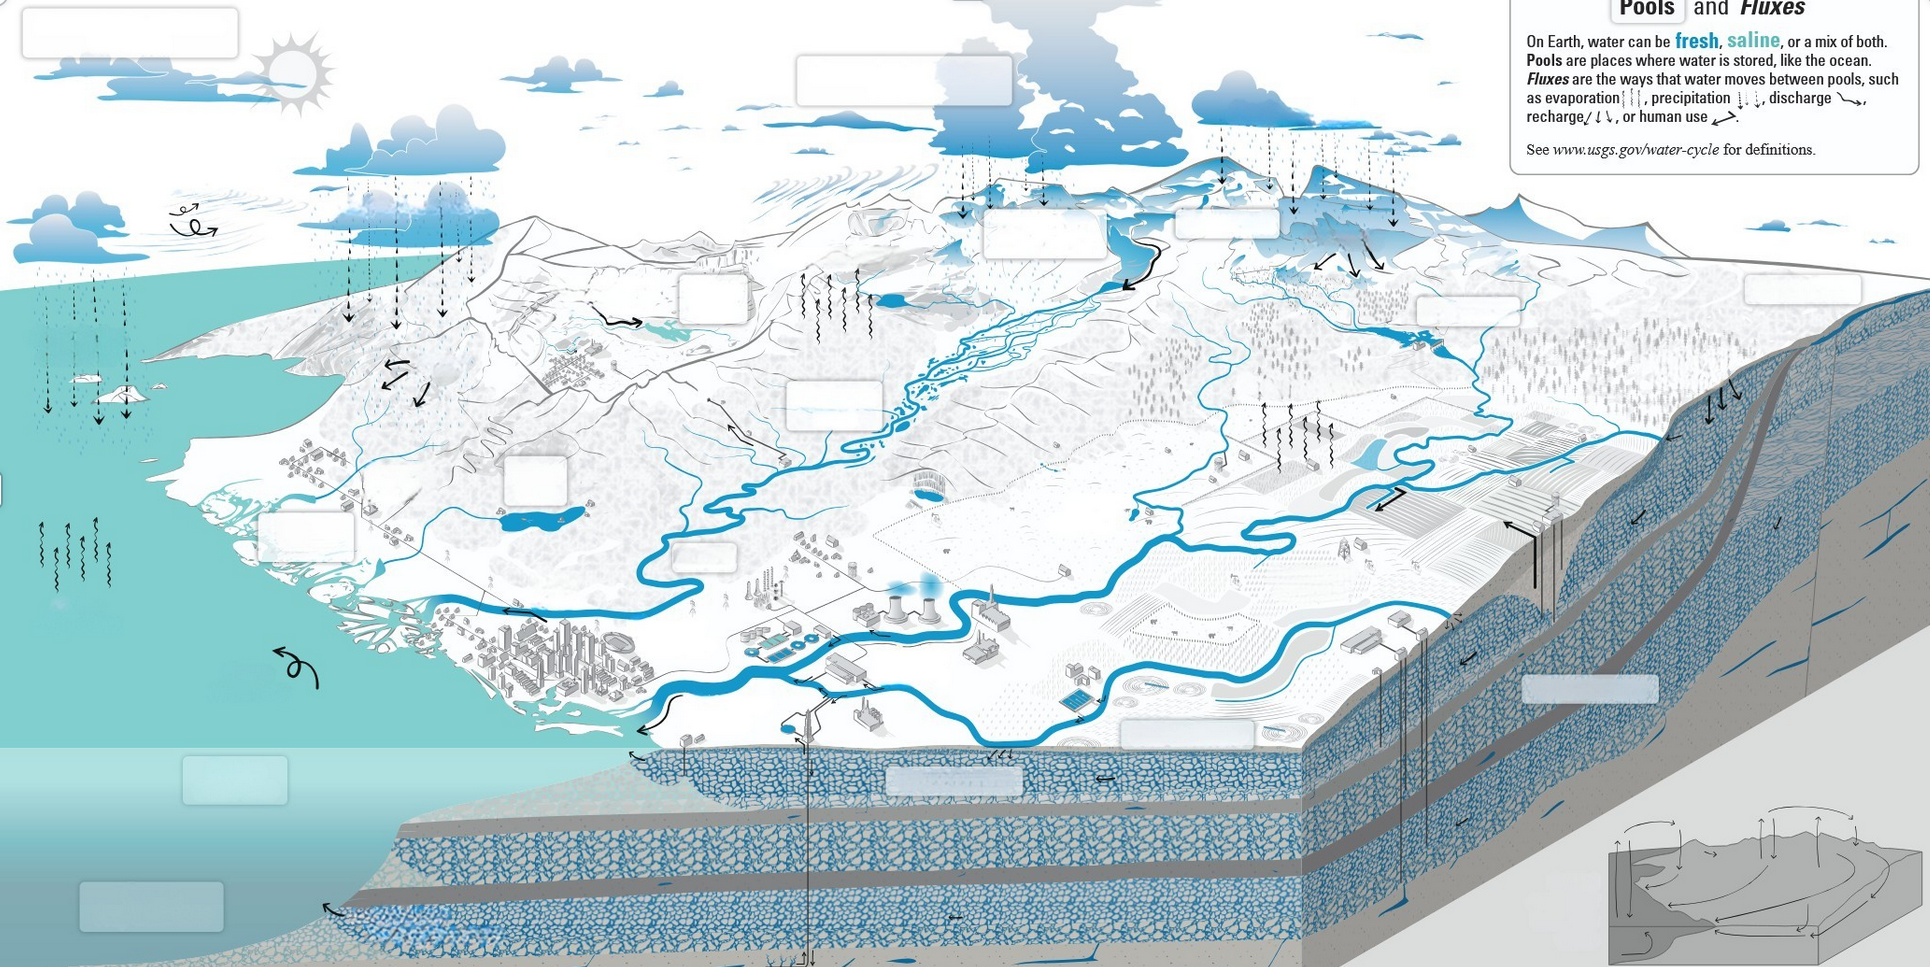 Pools and Fluxes
On Earth, water can be fresh, saline, or a mix of both.
Pools are places where water is stored, like the ocean.
Fluxes are the ways that water moves between pools, such
as evaporation, precipitation, discharge,
recharge, or human use.
See www.usgs.gov/water-cycle for definitions.